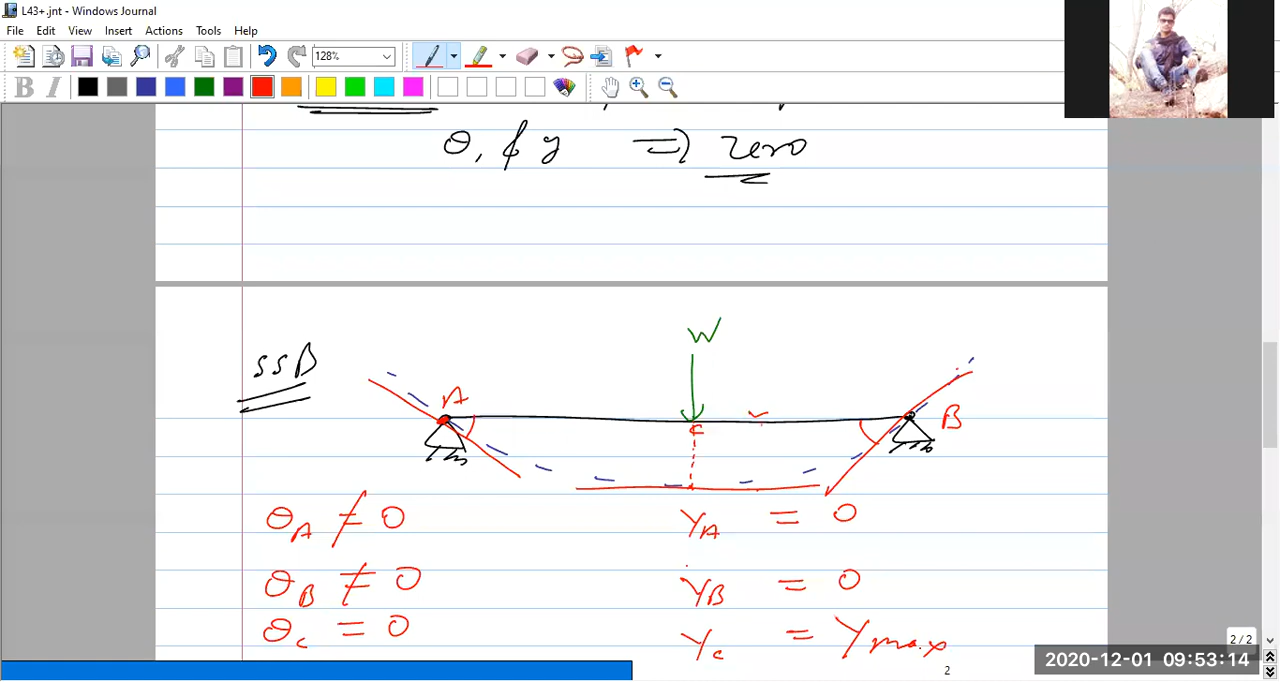 L43+.jnt - Windows Journal
File Edit View Insert Actions Tools Help
128%
B I
θ, & y ⇒ zero
SSB
W
A
C
B
θA ≠ 0
yA = 0
θB ≠ 0
yB = 0
θc = 0
yc = ymax
2 / 2
2
2020-12-01 09:53:14